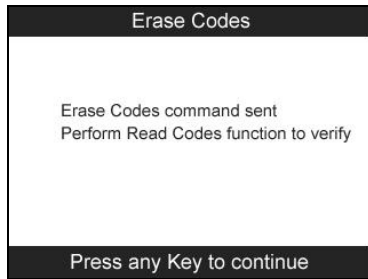 Erase Codes
Erase Codes command sent
Perform Read Codes function to verify
Press any Key to continue